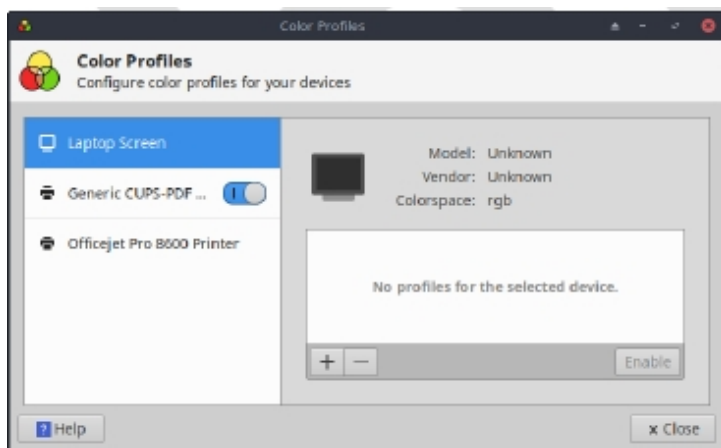 Color Profiles
Color Profiles
Configure color profiles for your devices
Laptop Screen
Generic CUPS-PDF ...
Officejet Pro 8600 Printer
Model: Unknown
Vendor: Unknown
Colorspace: rgb
No profiles for the selected device.
Enable
Help
Close